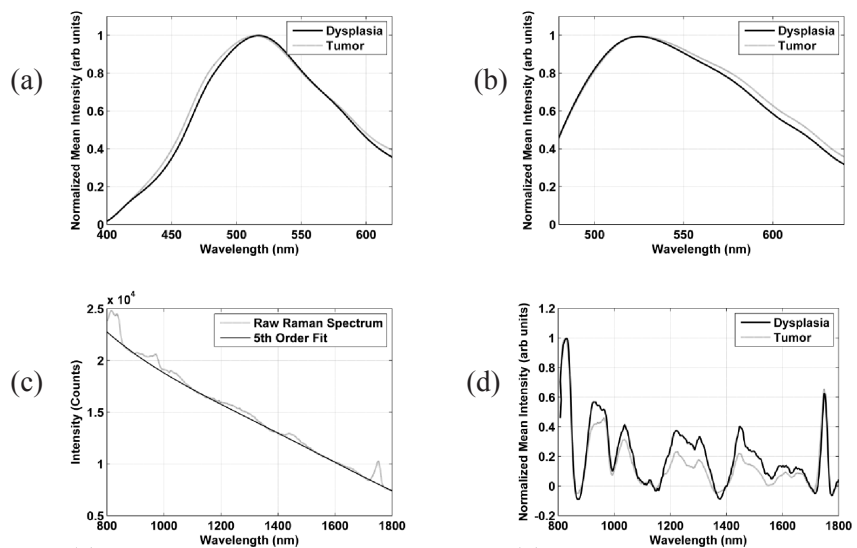 (a)
Normalized Mean Intensity (arb units)
1
0.8
0.6
0.4
0.2
0
400 450 500 550 600
Wavelength (nm)
Dysplasia
Tumor
(b)
Normalized Mean Intensity (arb units)
1
0.8
0.6
0.4
0.2
0
500 550 600
Wavelength (nm)
Dysplasia
Tumor
(c)
Intensity (Counts)
x 10⁴
2.5
2
1.5
1
0.5
800 1000 1200 1400 1600 1800
Wavelength (nm)
Raw Raman Spectrum
5th Order Fit
(d)
Normalized Mean Intensity (arb units)
1.2
1
0.8
0.6
0.4
0.2
0
-0.2
800 1000 1200 1400 1600 1800
Wavelength (nm)
Dysplasia
Tumor